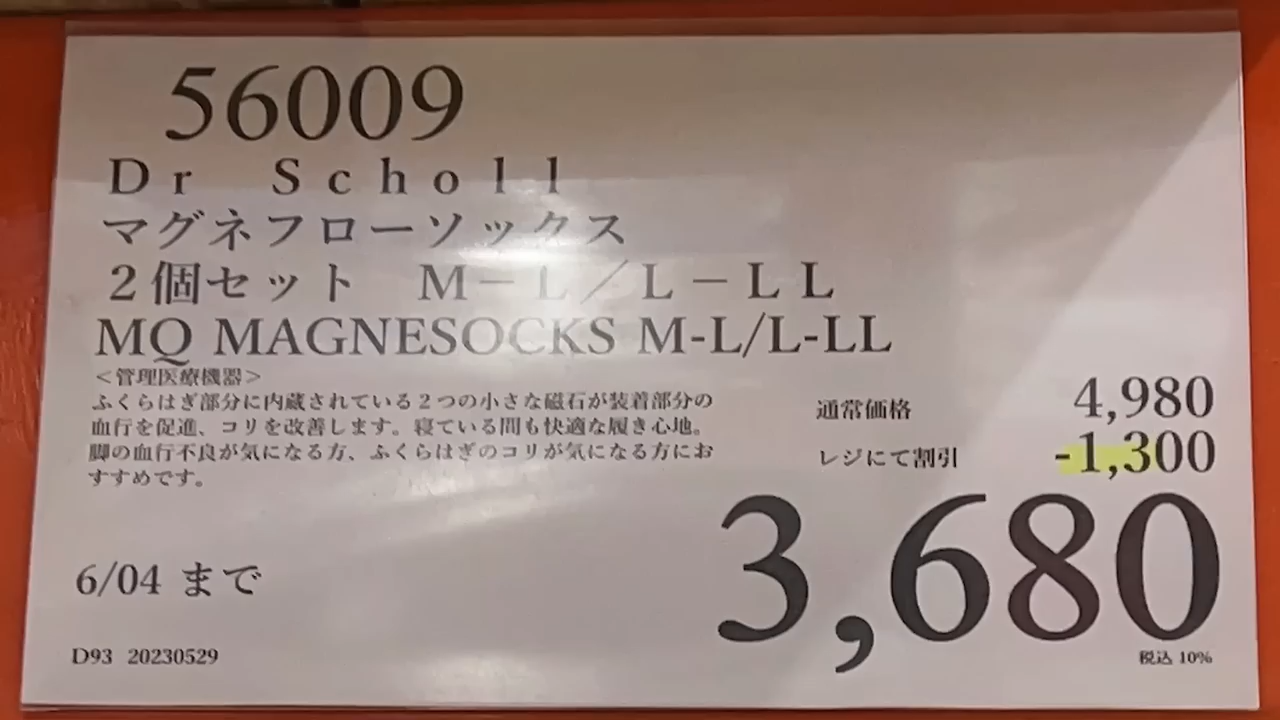 56009
Dr Scholl
マグネフローソックス
2個セット M－L／L－LL
MQ MAGNESOCKS M-L/L-LL
＜管理医療機器＞
ふくらはぎ部分に内蔵されている２つの小さな磁石が装着部分の
血行を促進、コリを改善します。寝ている間も快適な履き心地。
脚の血行不良が気になる方、ふくらはぎのコリが気になる方にお
すすめです。
通常価格 4,980
レジにて割引 -1,300
3,680
税込 10%
6/04 まで
D93 20230529